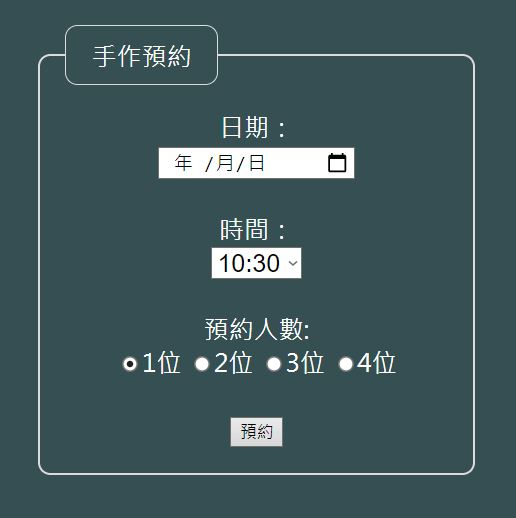 手作預約
日期：
年 /月/日
時間：
10:30
預約人數:
1位 2位 3位 4位
預約